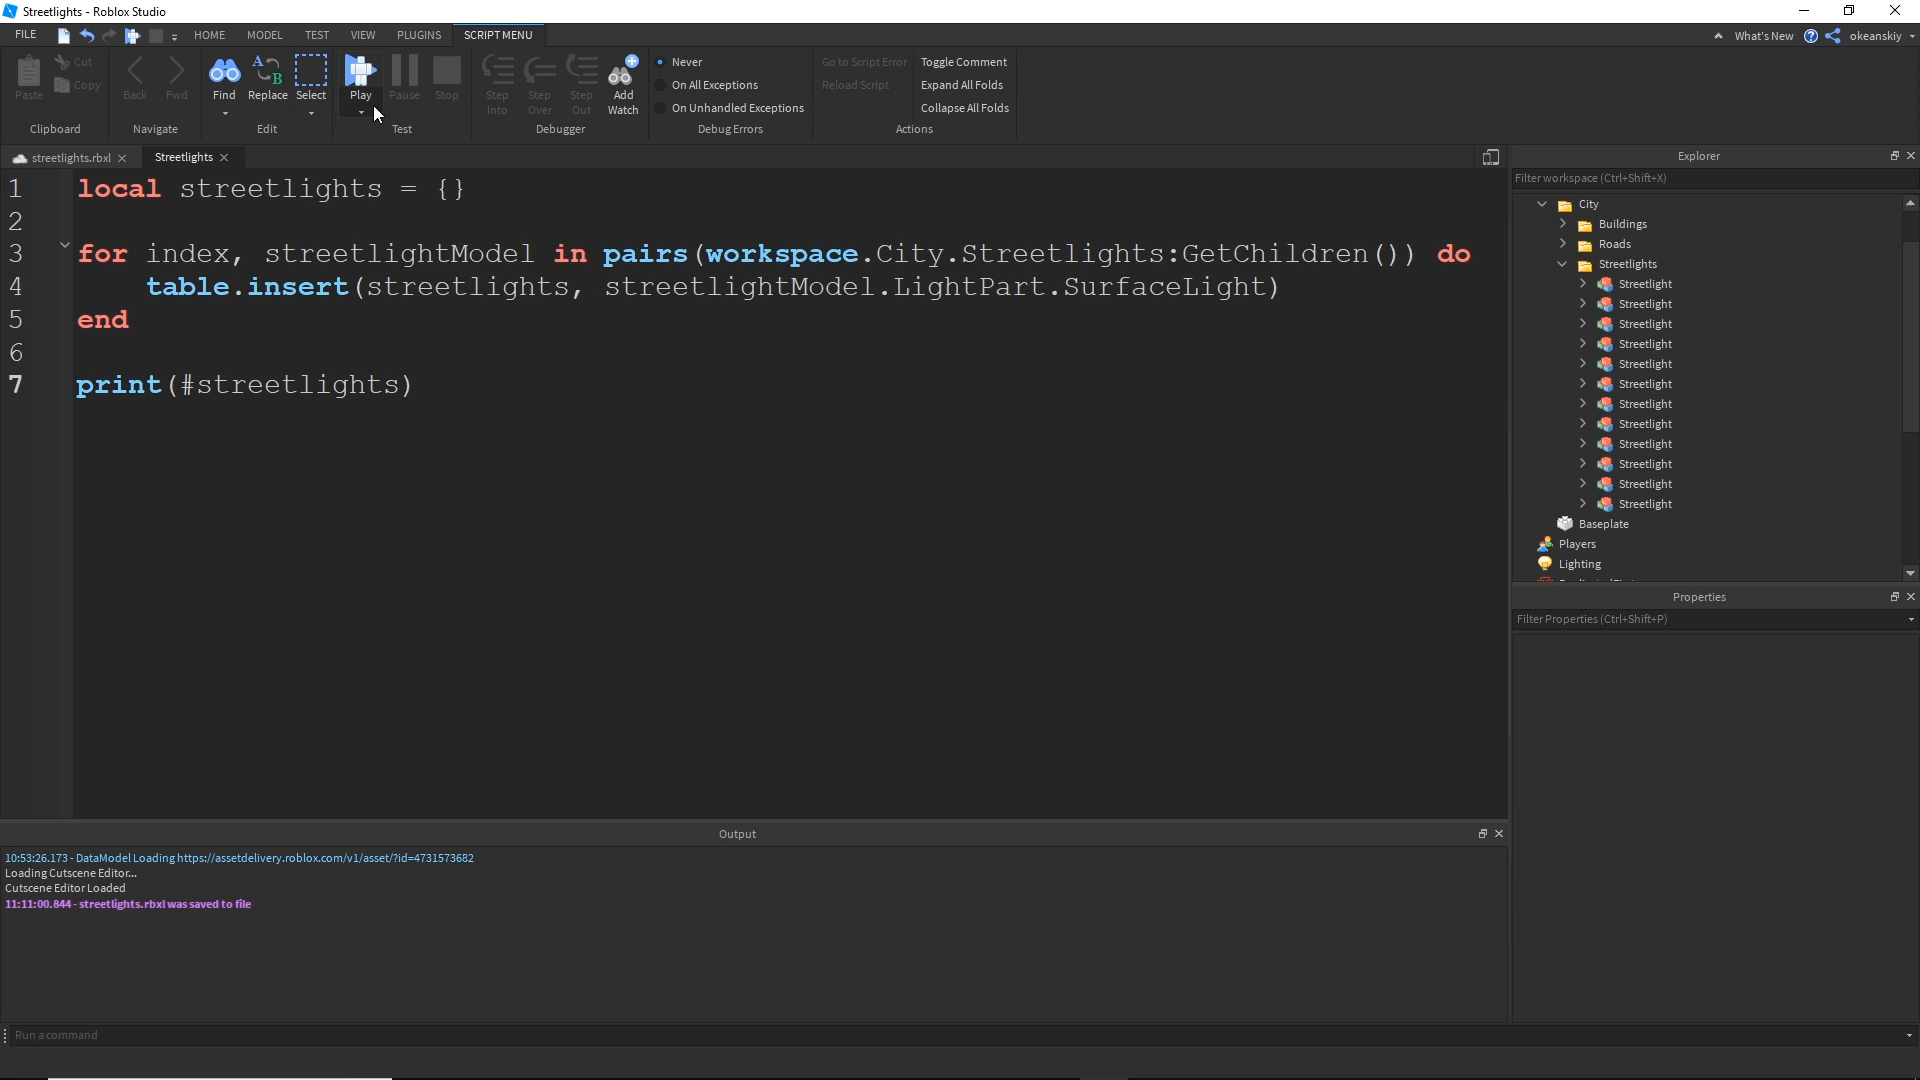 Streetlights - Roblox Studio
FILE HOME MODEL TEST VIEW PLUGINS SCRIPT MENU What's New okeanskiy
Paste Cut Copy
Clipboard
Back Fwd
Navigate
Find Replace Select
Edit
Play Pause Stop
Test
Step Into Step Over Step Out Add Watch
Debugger
Never
On All Exceptions
On Unhandled Exceptions
Debug Errors
Go to Script Error Toggle Comment
Reload Script Expand All Folds
Collapse All Folds
Actions
streetlights.rbxl Streetlights
1 local streetlights = {}
2
3 for index, streetlightModel in pairs(workspace.City.Streetlights:GetChildren()) do
4 table.insert(streetlights, streetlightModel.LightPart.SurfaceLight)
5 end
6
7 print(#streetlights)
Explorer
Filter workspace (Ctrl+Shift+X)
City
Buildings
Roads
Streetlights
Streetlight
Streetlight
Streetlight
Streetlight
Streetlight
Streetlight
Streetlight
Streetlight
Streetlight
Streetlight
Streetlight
Streetlight
Baseplate
Players
Lighting
Properties
Filter Properties (Ctrl+Shift+P)
Output
10:53:26.173 - DataModel Loading https://assetdelivery.roblox.com/v1/asset/?id=4731573682
Loading Cutscene Editor...
Cutscene Editor Loaded
11:11:00.844 - streetlights.rbxl was saved to file
Run a command